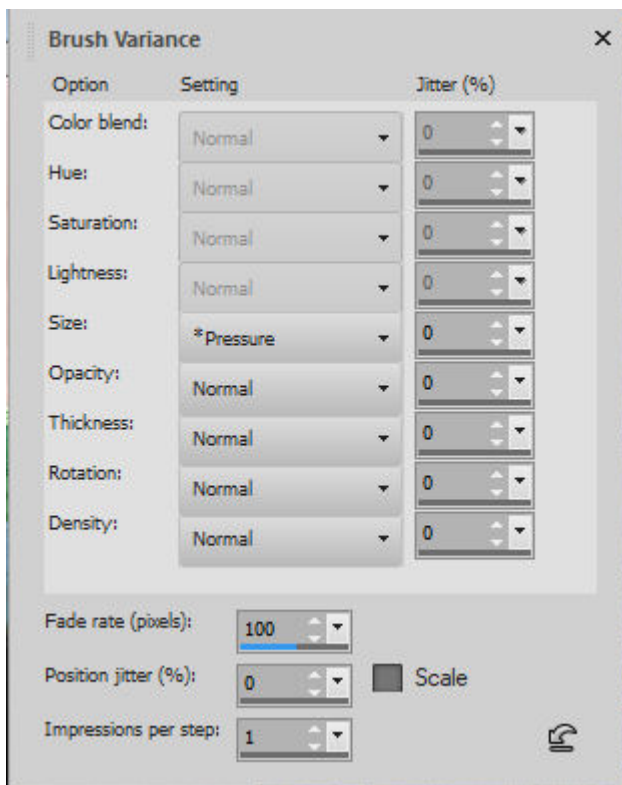 Brush Variance
Option Setting Jitter (%)
Color blend: Normal 0
Hue: Normal 0
Saturation: Normal 0
Lightness: Normal 0
Size: *Pressure 0
Opacity: Normal 0
Thickness: Normal 0
Rotation: Normal 0
Density: Normal 0
Fade rate (pixels): 100
Position jitter (%): 0 Scale
Impressions per step: 1